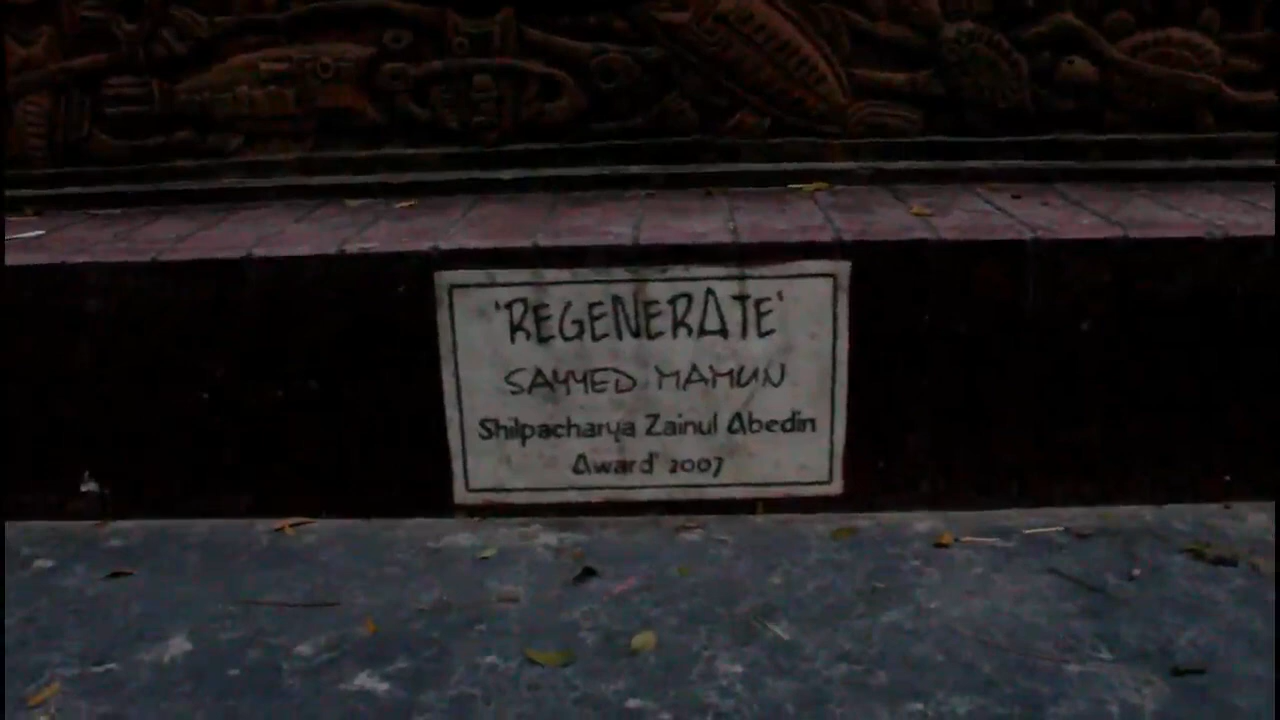 'REGENERATE'
SAYYED MAMUN
Shilpacharya Zainul Abedin
Award' 2007